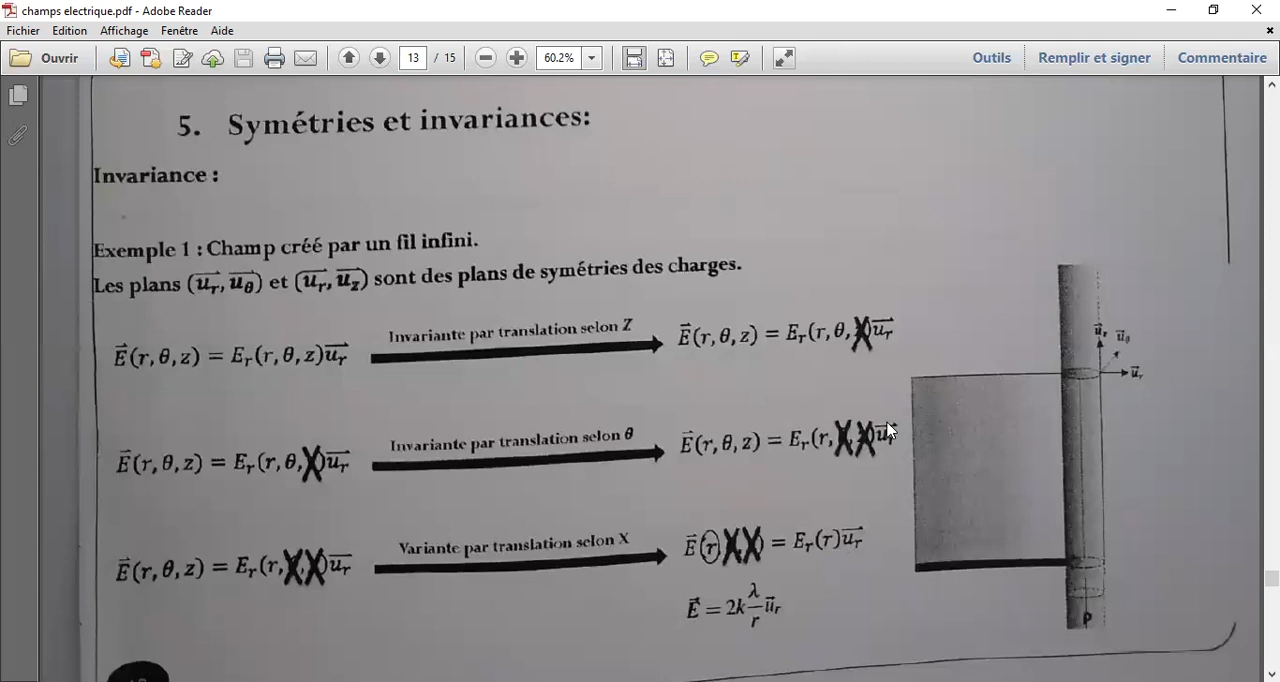 champs electrique.pdf - Adobe Reader
Fichier Edition Affichage Fenêtre Aide
Ouvrir 13 / 15 60.2% Outils Remplir et signer Commentaire
5. Symétries et invariances:
Invariance :
Exemple 1 : Champ créé par un fil infini.
Les plans (u⃗r, u⃗θ) et (u⃗r, u⃗z) sont des plans de symétries des charges.
E⃗(r, θ, z) = Er(r, θ, z)u⃗r Invariante par translation selon Z E⃗(r, θ, z) = Er(r, θ, X)u⃗r
E⃗(r, θ, z) = Er(r, θ, X)u⃗r Invariante par translation selon θ E⃗(r, θ, z) = Er(r, X, X)u⃗r
E⃗(r, θ, z) = Er(r, X, X)u⃗r Variante par translation selon X E⃗(r, X, X) = Er(r)u⃗r
E⃗ = 2k λ/r u⃗r
u⃗r u⃗θ
u⃗r
P